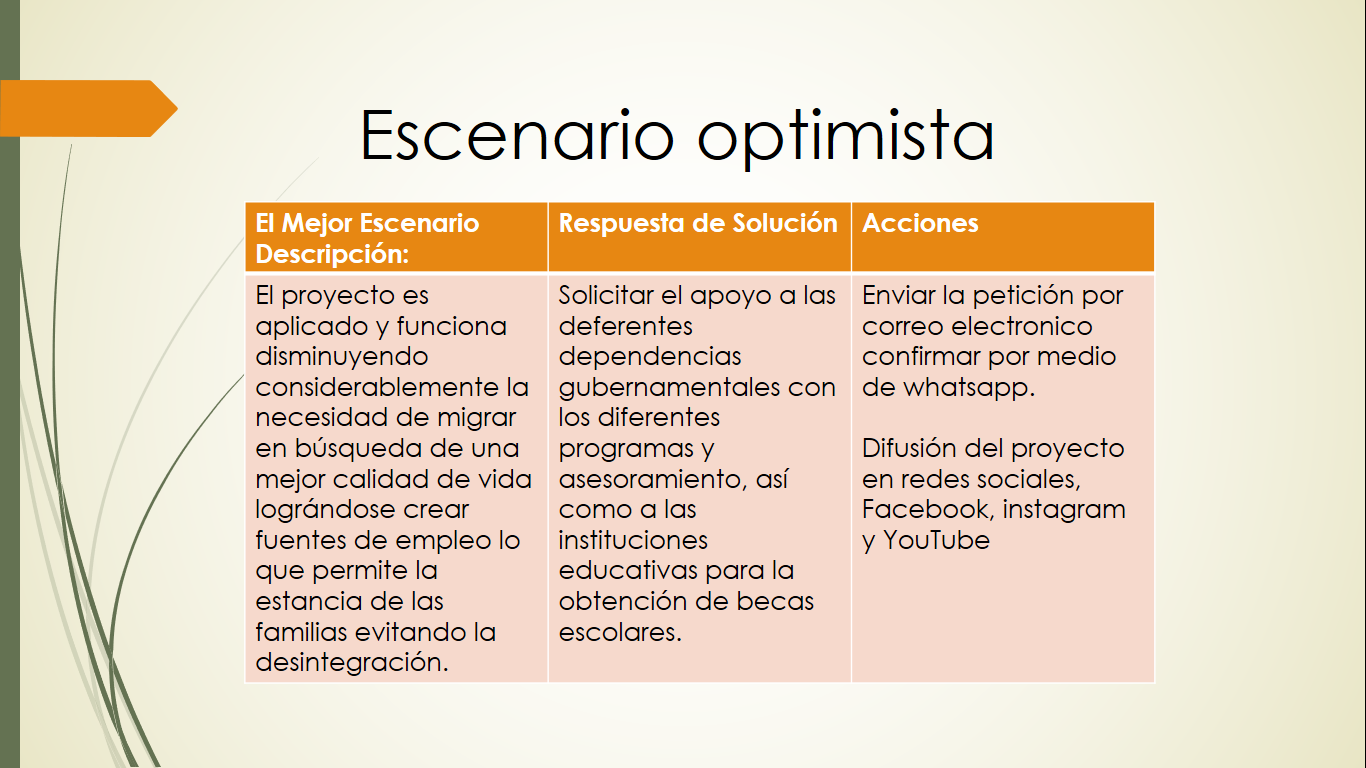 Escenario optimista
El Mejor Escenario
Descripción:
Respuesta de Solución
Acciones
El proyecto es
aplicado y funciona
disminuyendo
considerablemente la
necesidad de migrar
en búsqueda de una
mejor calidad de vida
lográndose crear
fuentes de empleo lo
que permite la
estancia de las
familias evitando la
desintegración.
Solicitar el apoyo a las
deferentes
dependencias
gubernamentales con
los diferentes
programas y
asesoramiento, así
como a las
instituciones
educativas para la
obtención de becas
escolares.
Enviar la petición por
correo electronico
confirmar por medio
de whatsapp.
Difusión del proyecto
en redes sociales,
Facebook, instagram
y YouTube